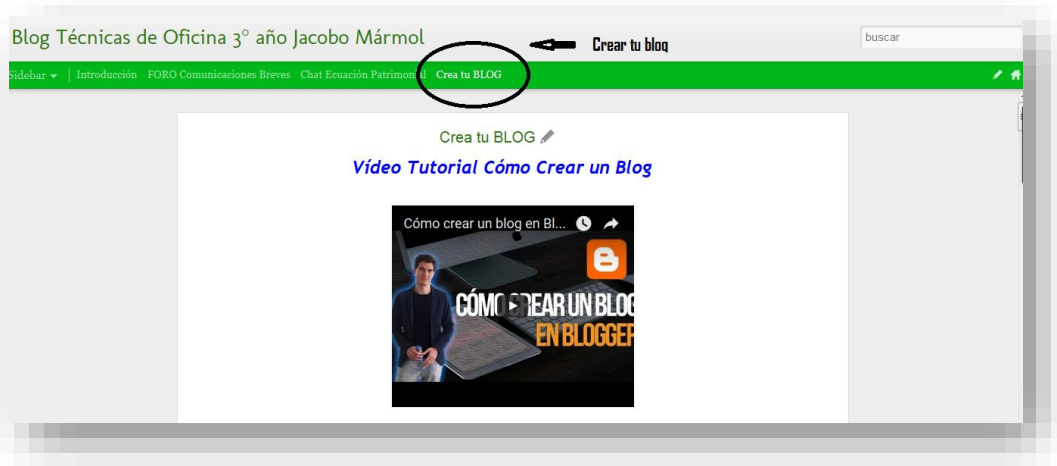 Blog Técnicas de Oficina 3° año Jacobo Mármol
Crear tu blog
buscar
Sidebar
Introducción FORO Comunicaciones Breves Chat Ecuación Patrimonial Crea tu BLOG
Crea tu BLOG
Vídeo Tutorial Cómo Crear un Blog
Cómo crear un blog en Bl...
CÓMO CREAR UN BLOG
EN BLOGGER